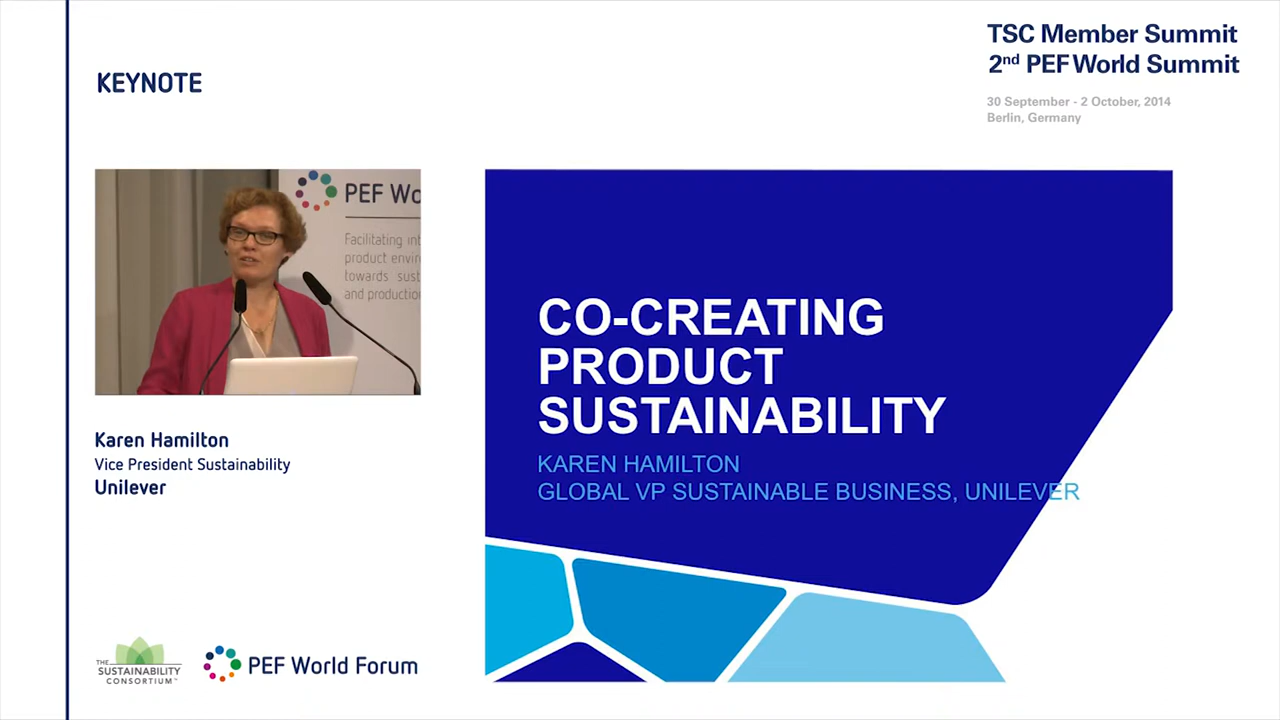 TSC Member Summit
2nd PEF World Summit
30 September - 2 October, 2014
Berlin, Germany
KEYNOTE
PEF Wo
Facilitating int
product envir
towards sust
and production
CO-CREATING
PRODUCT
SUSTAINABILITY
KAREN HAMILTON
GLOBAL VP SUSTAINABLE BUSINESS, UNILEVER
Karen Hamilton
Vice President Sustainability
Unilever
THE
SUSTAINABILITY
CONSORTIUM™
PEF World Forum